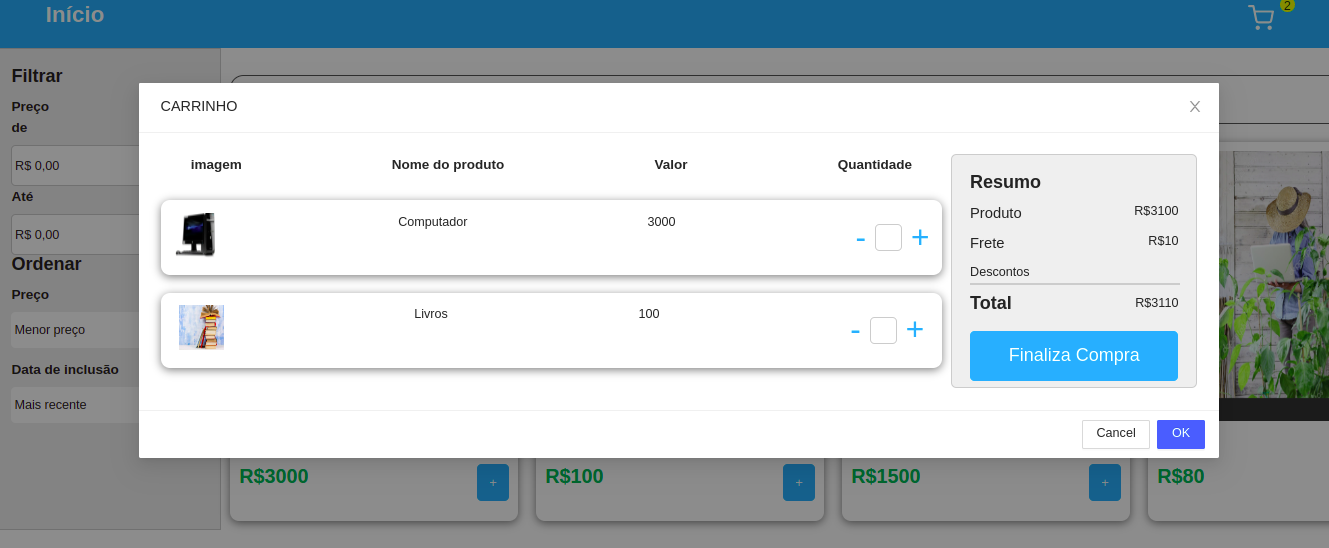 Início
2
Filtrar
Preço
de
R$ 0,00
Até
R$ 0,00
Ordenar
Preço
Menor preço
Data de inclusão
Mais recente
CARRINHO
imagem Nome do produto Valor Quantidade
Computador 3000 - +
Livros 100 - +
Resumo
Produto R$3100
Frete R$10
Descontos
Total R$3110
Finaliza Compra
Cancel OK
R$3000 + R$100 + R$1500 + R$80